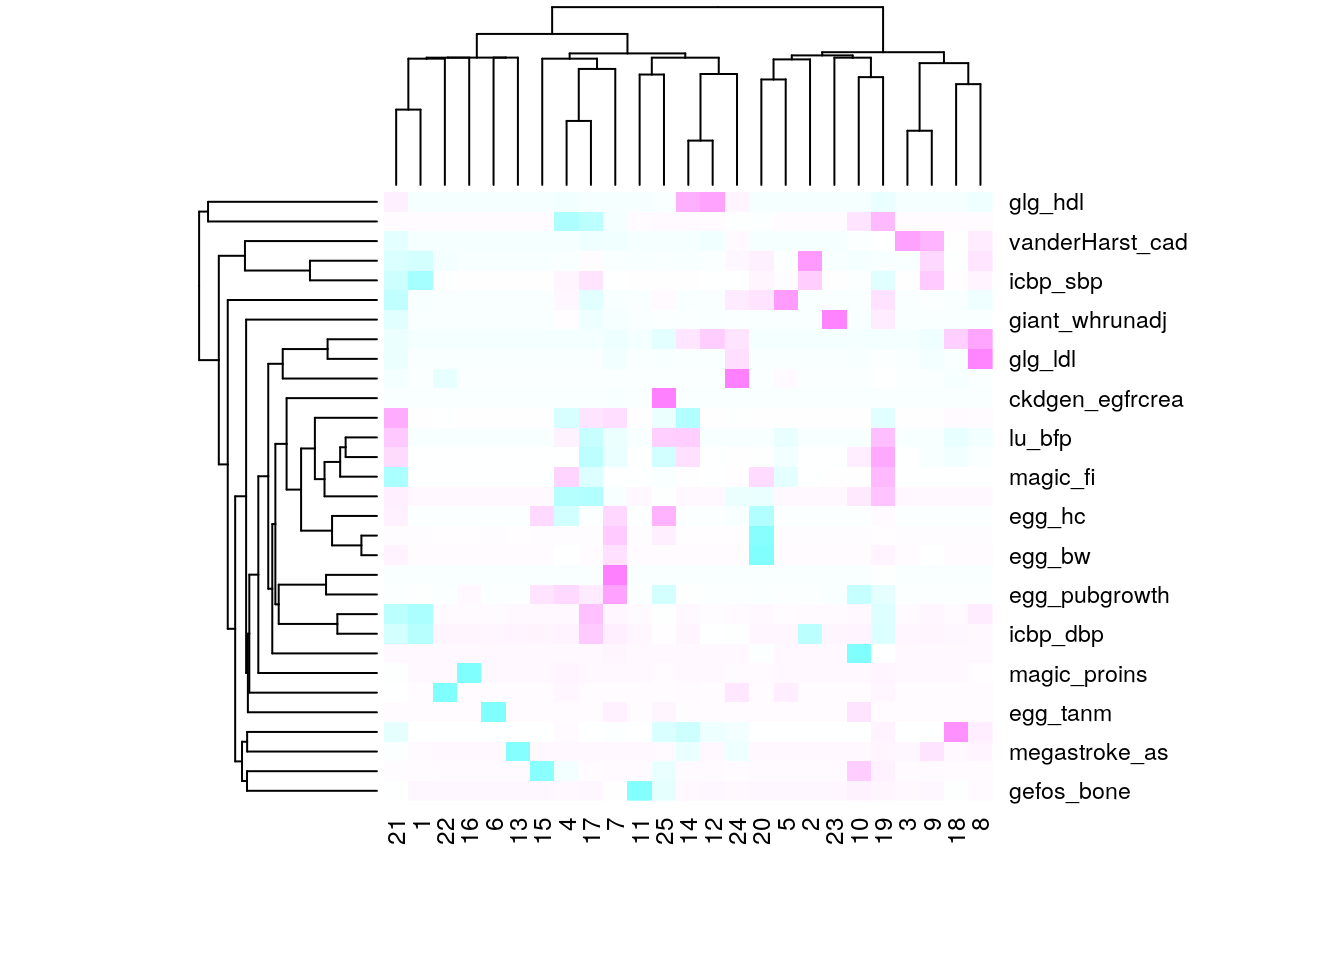 glg_hdl
vanderHarst_cad
icbp_sbp
giant_whrunadj
glg_ldl
ckdgen_egfrcrea
lu_bfp
magic_fi
egg_hc
egg_bw
egg_pubgrowth
icbp_dbp
magic_proins
egg_tanm
megastroke_as
gefos_bone
21 1 22 16 6 13 15 4 17 7 11 25 14 12 24 20 5 2 23 10 19 3 9 18 8